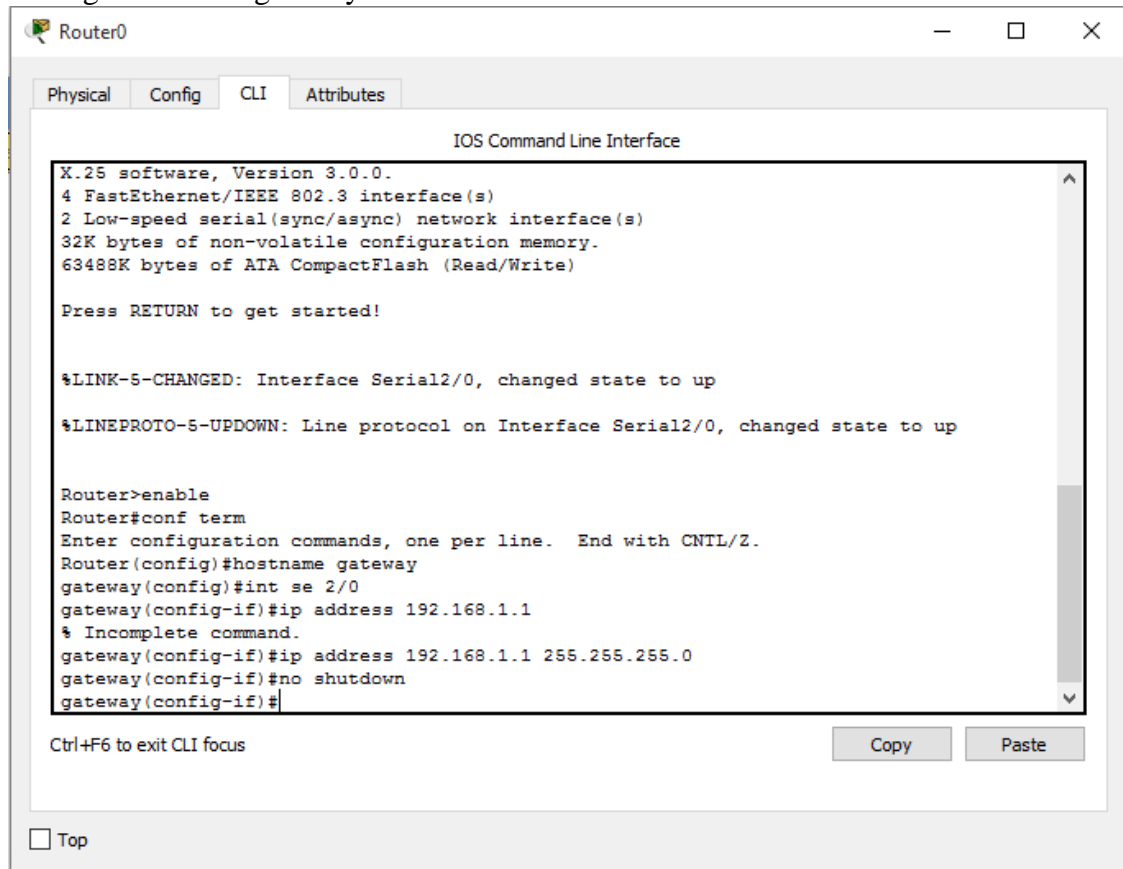 Router0
Physical Config CLI Attributes
IOS Command Line Interface
X.25 software, Version 3.0.0.
4 FastEthernet/IEEE 802.3 interface(s)
2 Low-speed serial(sync/async) network interface(s)
32K bytes of non-volatile configuration memory.
63488K bytes of ATA CompactFlash (Read/Write)
Press RETURN to get started!
%LINK-5-CHANGED: Interface Serial2/0, changed state to up
%LINEPROTO-5-UPDOWN: Line protocol on Interface Serial2/0, changed state to up
Router>enable
Router#conf term
Enter configuration commands, one per line.  End with CNTL/Z.
Router(config)#hostname gateway
gateway(config)#int se 2/0
gateway(config-if)#ip address 192.168.1.1
% Incomplete command.
gateway(config-if)#ip address 192.168.1.1 255.255.255.0
gateway(config-if)#no shutdown
gateway(config-if)#
Ctrl+F6 to exit CLI focus
Copy Paste
Top